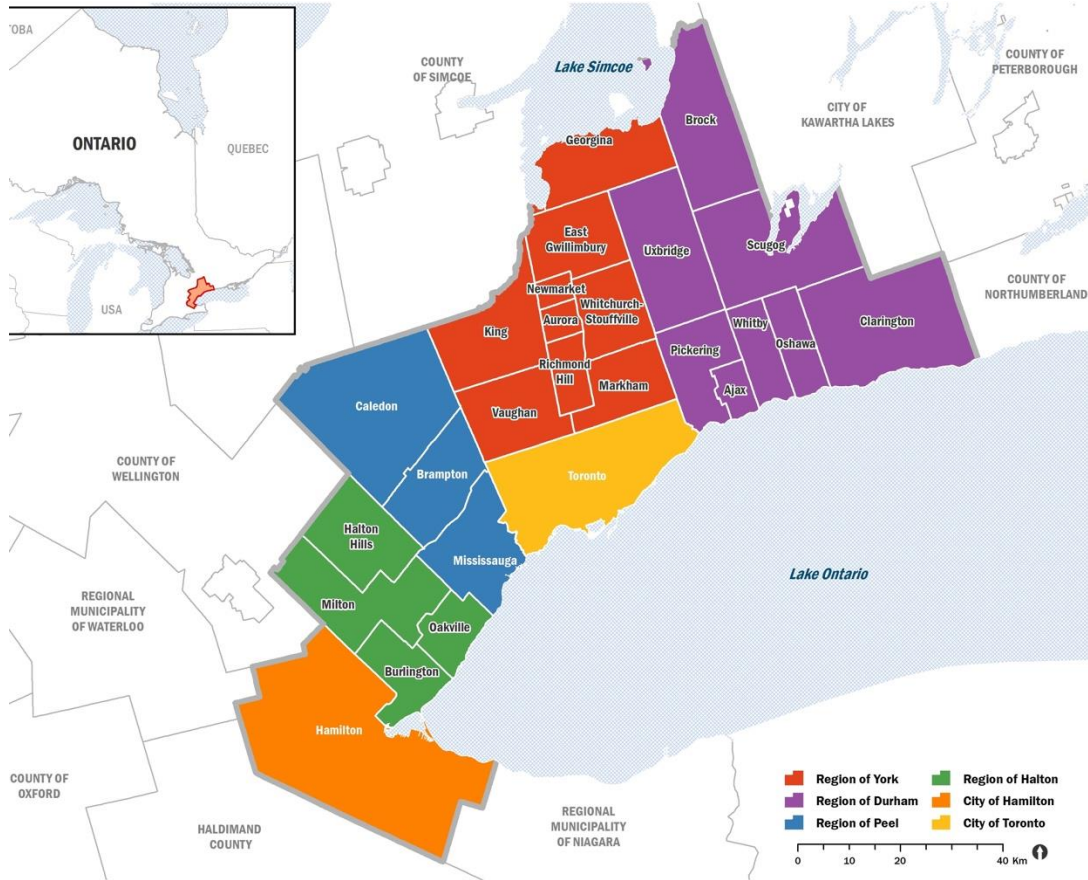 TOBA
ONTARIO
QUEBEC
USA
COUNTY
OF SIMCOE
Lake Simcoe
COUNTY OF
PETERBOROUGH
CITY OF
KAWARTHA LAKES
Brock
Georgina
East
Gwillimbury
Uxbridge
Scugog
COUNTY OF
NORTHUMBERLAND
Newmarket
Whitchurch-
Stouffville
King
Aurora
Whitby
Clarington
Oshawa
Pickering
Richmond
Hill
Markham
Ajax
Caledon
Vaughan
COUNTY OF
WELLINGTON
Brampton
Toronto
Halton
Hills
Mississauga
Lake Ontario
REGIONAL
MUNICIPALITY
OF WATERLOO
Milton
Oakville
Burlington
Hamilton
COUNTY OF
OXFORD
HALDIMAND
COUNTY
REGIONAL
MUNICIPALITY
OF NIAGARA
Region of York
Region of Durham
Region of Peel
Region of Halton
City of Hamilton
City of Toronto
0 10 20 40 Km